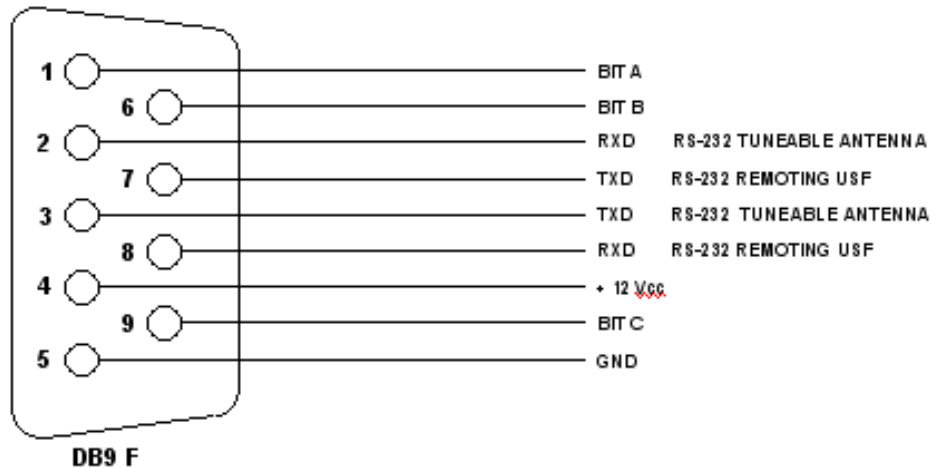 1 BIT A
6 BIT B
2 RXD RS-232 TUNEABLE ANTENNA
7 TXD RS-232 REMOTING USF
3 TXD RS-232 TUNEABLE ANTENNA
8 RXD RS-232 REMOTING USF
4 + 12 Vcc
9 BIT C
5 GND
DB9 F